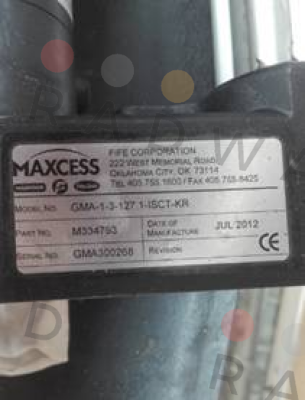 MAXCESS
FIFE CORPORATION
222 WEST MEMORIAL ROAD
OKLAHOMA CITY, OK 73114
TEL 405.755.1600 / FAX 405.755.8425
MODEL NO. GMA-1-3-127.1-ISCT-KR
PART NO. M334793
DATE OF MANUFACTURE JUL 2012
SERIAL NO. GMA300268
REVISION
CE